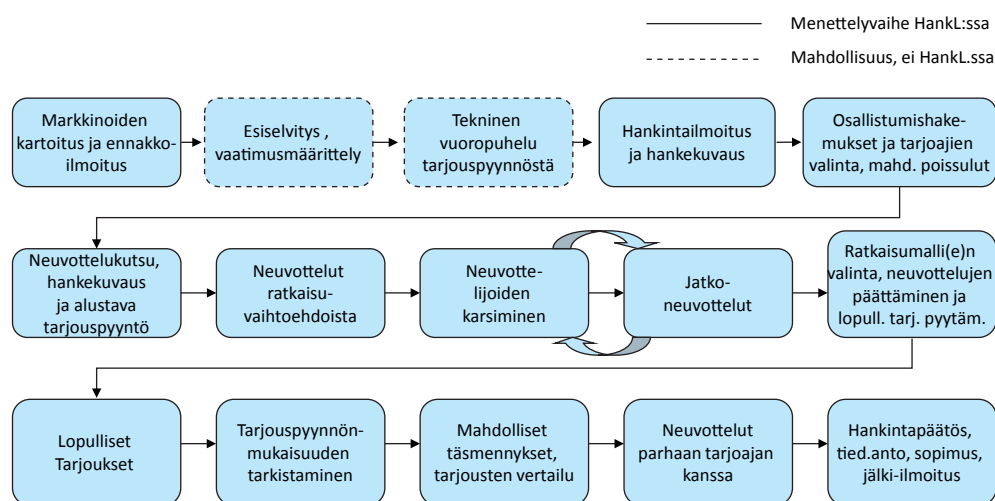 Menettelyvaihe HankL:ssa
Mahdollisuus, ei HankL.ssa
Markkinoiden
kartoitus ja ennakko-
ilmoitus
Esiselvitys ,
vaatimusmäärittely
Tekninen
vuoropuhelu
tarjouspyynnöstä
Hankintailmoitus
ja hankekuvaus
Osallistumishake-
mukset ja tarjoajien
valinta, mahd. poissulut
Neuvottelukutsu,
hankekuvaus
ja alustava
tarjouspyyntö
Neuvottelut
ratkaisu-
vaihtoehdoista
Neuvotte-
lijoiden
karsiminen
Jatko-
neuvottelut
Ratkaisumalli(e)n
valinta, neuvottelujen
päättäminen ja
lopull. tarj. pyytäm.
Lopulliset
Tarjoukset
Tarjouspyynnön-
mukaisuuden
tarkistaminen
Mahdolliset
täsmennykset,
tarjousten vertailu
Neuvottelut
parhaan tarjoajan
kanssa
Hankintapäätös,
tied.anto, sopimus,
jälki-ilmoitus